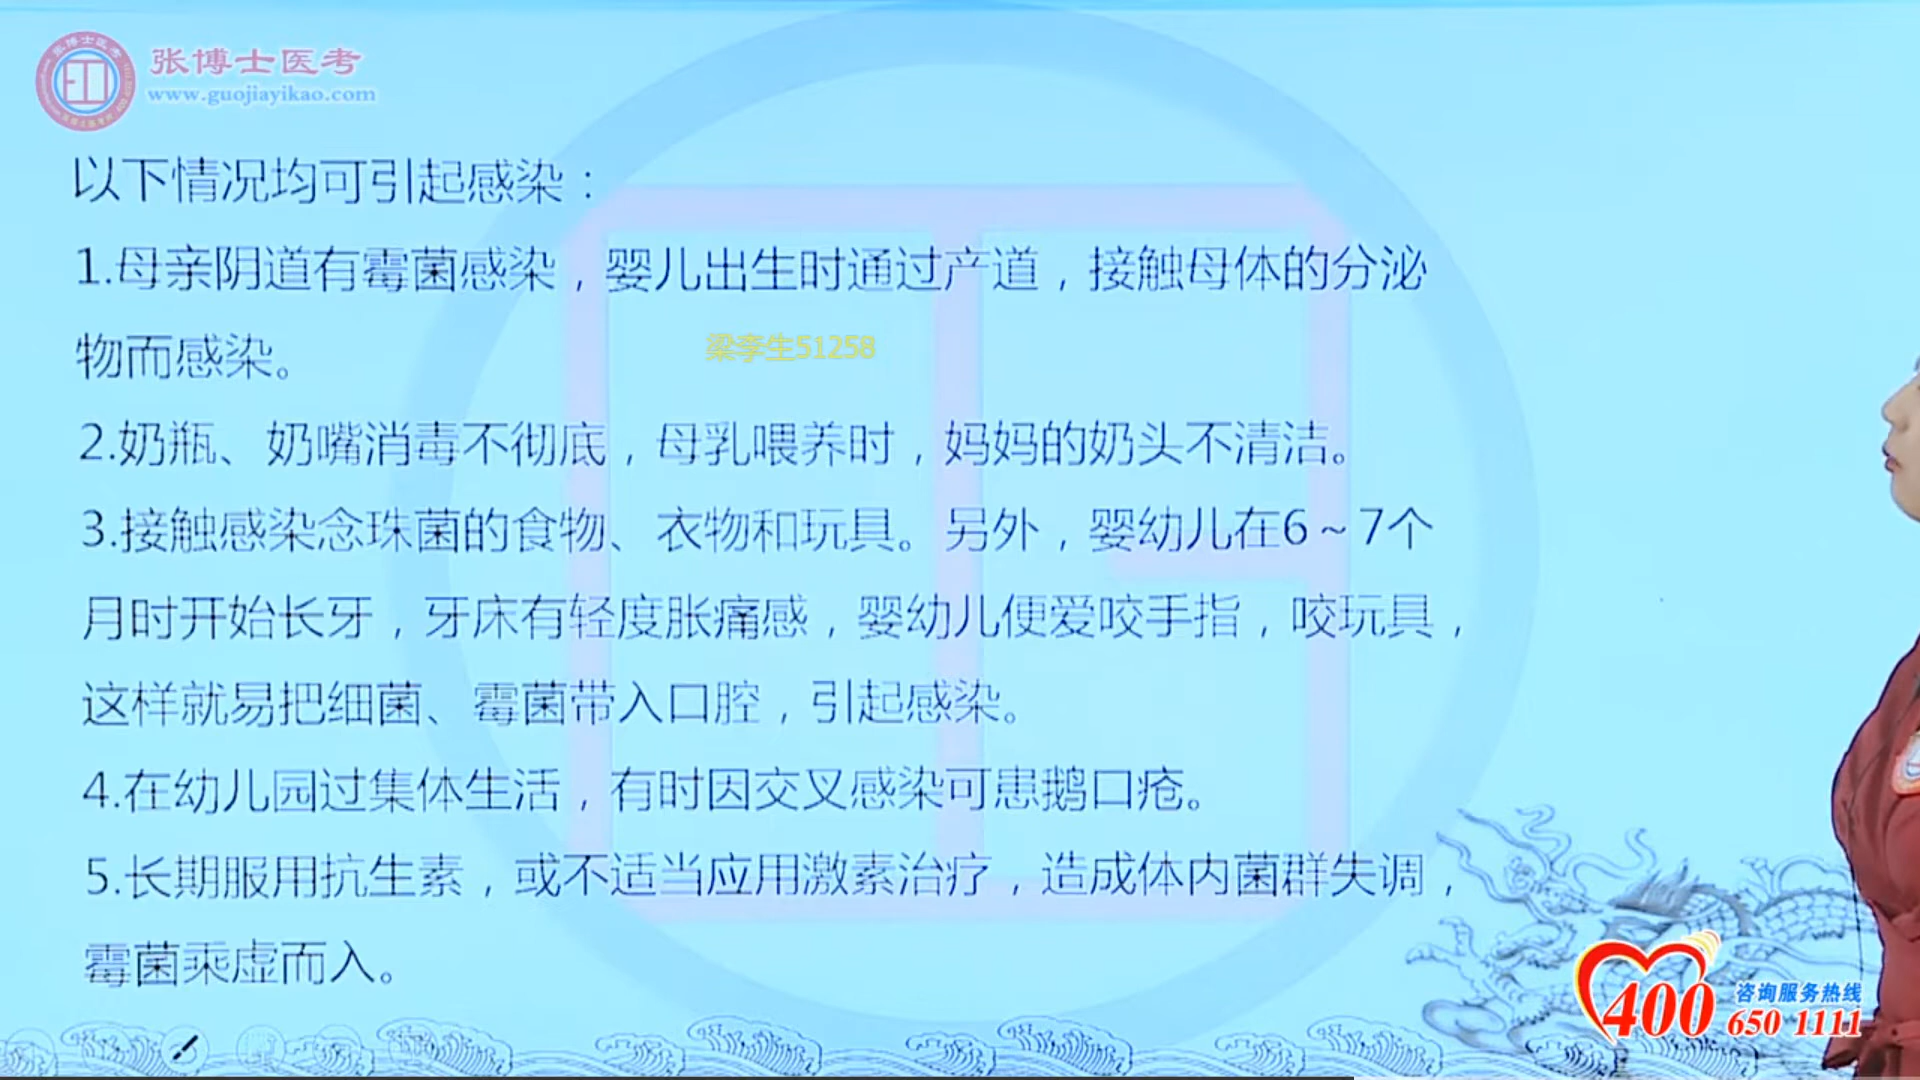 张博士医考
www.guojiayikao.com
以下情况均可引起感染：
1.母亲阴道有霉菌感染，婴儿出生时通过产道，接触母体的分泌
物而感染。
梁李生51258
2.奶瓶、奶嘴消毒不彻底，母乳喂养时，妈妈的奶头不清洁。
3.接触感染念珠菌的食物、衣物和玩具。另外，婴幼儿在6～7个
月时开始长牙，牙床有轻度胀痛感，婴幼儿便爱咬手指，咬玩具，
这样就易把细菌、霉菌带入口腔，引起感染。
4.在幼儿园过集体生活，有时因交叉感染可患鹅口疮。
5.长期服用抗生素，或不适当应用激素治疗，造成体内菌群失调，
霉菌乘虚而入。
400 咨询服务热线
650 1111